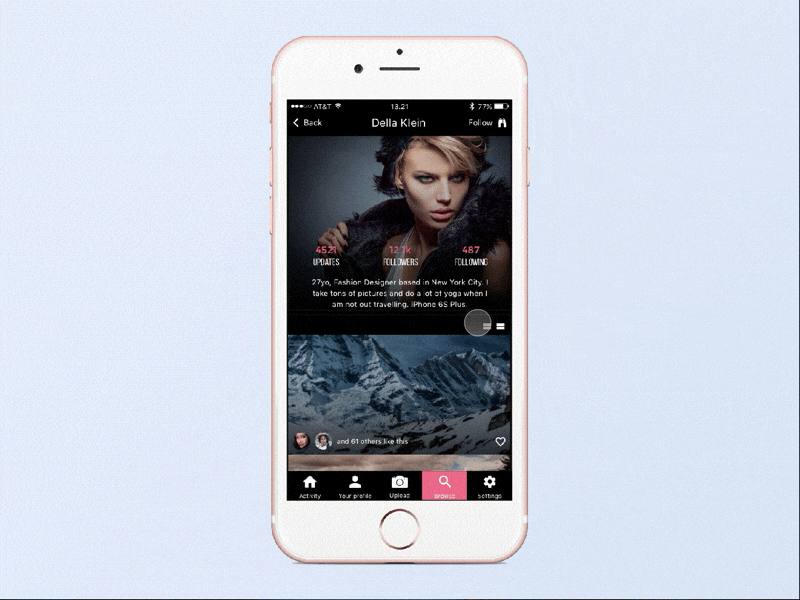 AT&T 13.21 77%
Back Della Klein Follow
4521 12.1k 487
UPDATES FOLLOWERS FOLLOWING
27yo, Fashion Designer based in New York City. I
take tons of pictures and do a lot of yoga when I
am not out travelling. iPhone 6S Plus.
and 61 others like this
Activity Your profile Upload Browse Settings